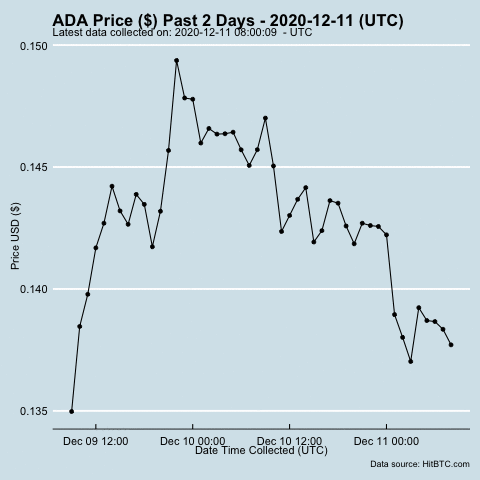 ADA Price ($) Past 2 Days - 2020-12-11 (UTC)
Latest data collected on: 2020-12-11 08:00:09  - UTC
0.150
0.145
0.140
0.135
Price USD ($)
Dec 09 12:00 Dec 10 00:00 Dec 10 12:00 Dec 11 00:00
Date Time Collected (UTC)
Data source: HitBTC.com